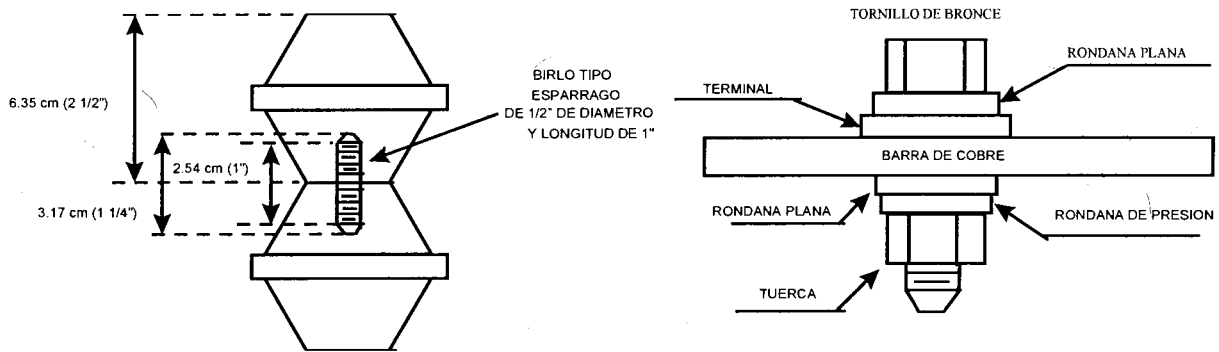 6.35 cm (2 1/2")
2.54 cm (1")
3.17 cm (1 1/4")
BIRLO TIPO
ESPARRAGO
DE 1/2" DE DIAMETRO
Y LONGITUD DE 1"
TORNILLO DE BRONCE
RONDANA PLANA
TERMINAL
BARRA DE COBRE
RONDANA PLANA
RONDANA DE PRESION
TUERCA